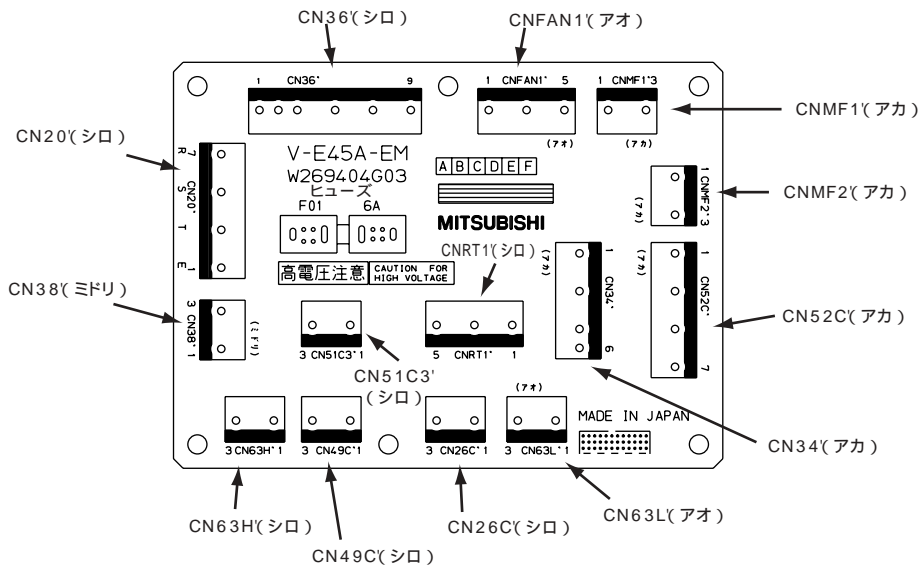 CN36'(シロ)
CNFAN1'(アオ)
1 CN36' 9
1 CNFAN1' 5
1 CNMF1'3
CNMF1'(アカ)
(アオ)
(アカ)
CN20'(シロ)
7 CN20' 1
R S T E
V-E45A-EM
W269404G03
ヒューズ
F01 6A
A B C D E F
MITSUBISHI
1 CNMF2'3
(アカ)
CNMF2'(アカ)
CNRT1'(シロ)
高電圧注意
CAUTION FOR
HIGH VOLTAGE
(アカ)
1 CN34' 6
(アカ)
1 CN52C' 7
CN52C'(アカ)
CN38'(ミドリ)
3 CN38' 1
(ミドリ)
3 CN51C3'1
5 CNRT1' 1
CN51C3'
(シロ)
(アオ)
MADE IN JAPAN
3 CN63H'1
3 CN49C'1
3 CN26C'1
3 CN63L'1
CN34'(アカ)
CN63H'(シロ)
CN49C'(シロ)
CN26C'(シロ)
CN63L'(アオ)